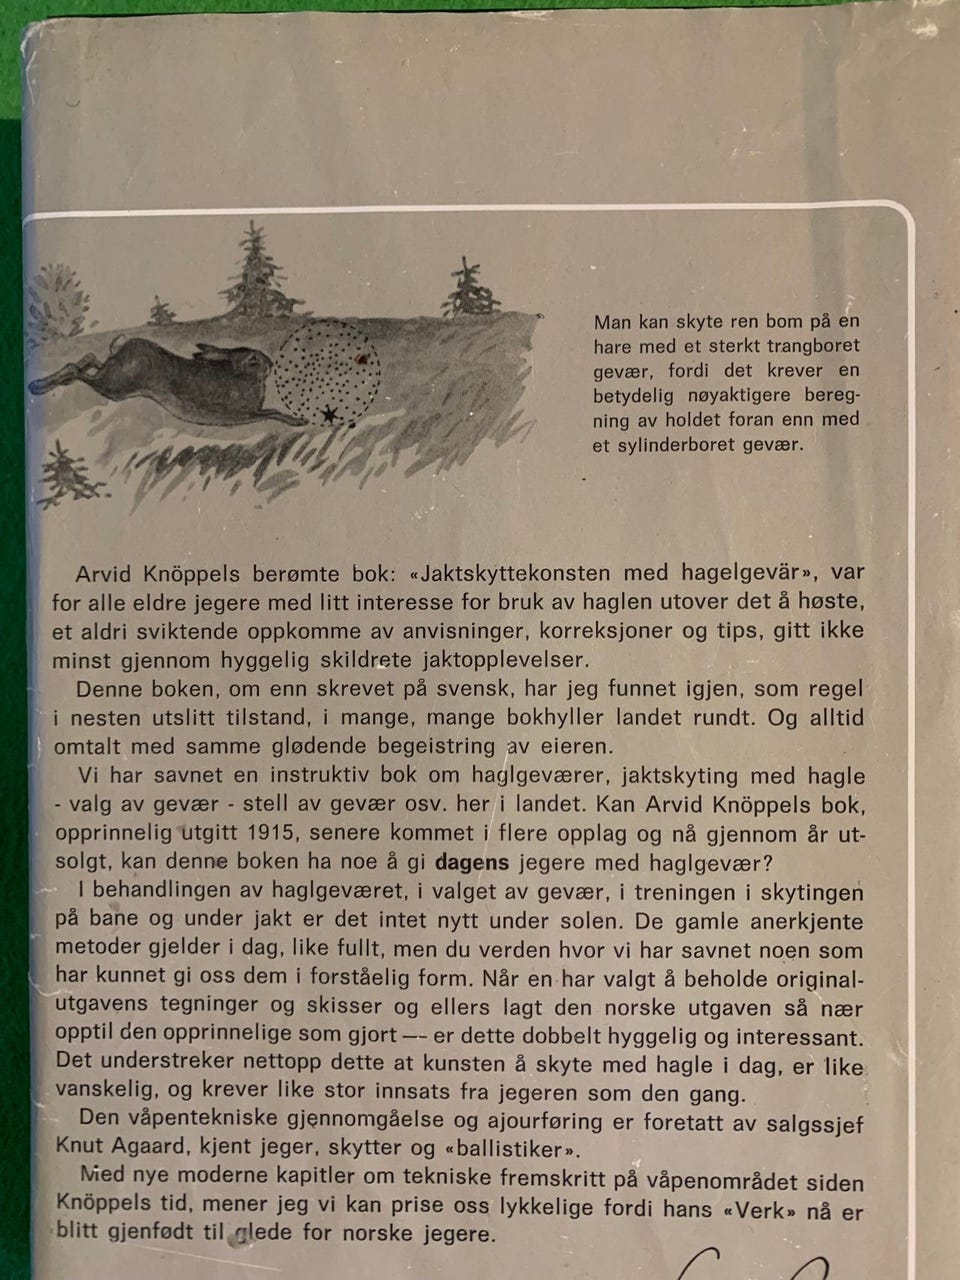 Man kan skyte ren bom på en
hare med et sterkt trangboret
gevær, fordi det krever en
betydelig nøyaktigere bereg-
ning av holdet foran enn med
et sylinderboret gevær.
Arvid Knöppels berømte bok: «Jaktskyttekonsten med hagelgevär», var
for alle eldre jegere med litt interesse for bruk av haglen utover det å høste,
et aldri sviktende oppkomme av anvisninger, korreksjoner og tips, gitt ikke
minst gjennom hyggelig skildrete jaktopplevelser.
Denne boken, om enn skrevet på svensk, har jeg funnet igjen, som regel
i nesten utslitt tilstand, i mange, mange bokhyller landet rundt. Og alltid
omtalt med samme glødende begeistring av eieren.
Vi har savnet en instruktiv bok om haglgeværer, jaktskyting med hagle
- valg av gevær - stell av gevær osv. her i landet. Kan Arvid Knöppels bok,
opprinnelig utgitt 1915, senere kommet i flere opplag og nå gjennom år ut-
solgt, kan denne boken ha noe å gi dagens jegere med haglgevær?
I behandlingen av haglgeværet, i valget av gevær, i treningen i skytingen
på bane og under jakt er det intet nytt under solen. De gamle anerkjente
metoder gjelder i dag, like fullt, men du verden hvor vi har savnet noen som
har kunnet gi oss dem i forståelig form. Når en har valgt å beholde original-
utgavens tegninger og skisser og ellers lagt den norske utgaven så nær
opptil den opprinnelige som gjort — er dette dobbelt hyggelig og interessant.
Det understreker nettopp dette at kunsten å skyte med hagle i dag, er like
vanskelig, og krever like stor innsats fra jegeren som den gang.
Den våpentekniske gjennomgåelse og ajourføring er foretatt av salgssjef
Knut Agaard, kjent jeger, skytter og «ballistiker».
Med nye moderne kapitler om tekniske fremskritt på våpenområdet siden
Knöppels tid, mener jeg vi kan prise oss lykkelige fordi hans «Verk» nå er
blitt gjenfødt til glede for norske jegere.